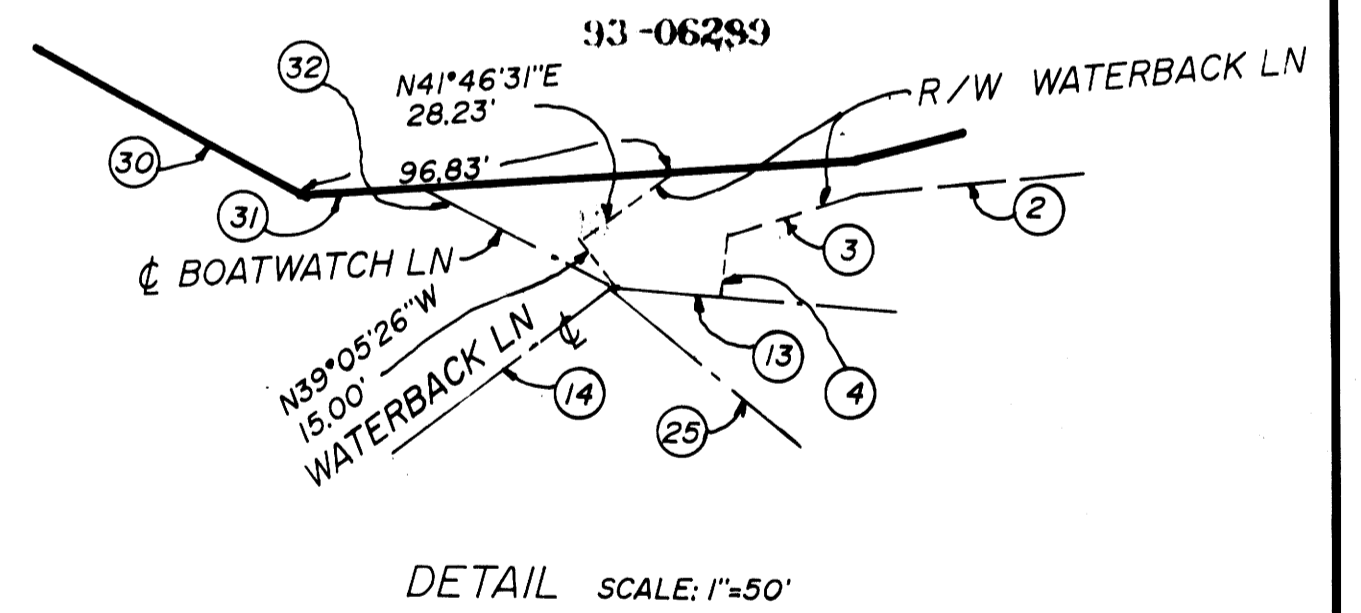 93-06289
32
N41°46'31"E
28.23'
R/W WATERBACK LN
30
96.83'
31
2
3
℄ BOATWATCH LN
N39°05'26"W
15.00'
WATERBACK LN ℄
13
14
4
25
DETAIL SCALE: 1"=50'